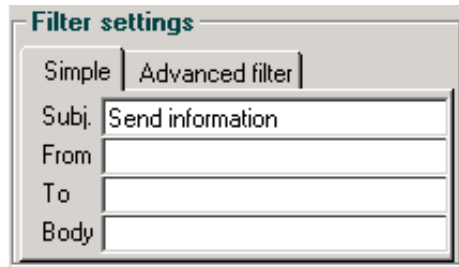 Filter settings
Simple Advanced filter
Subj. Send information
From
To
Body